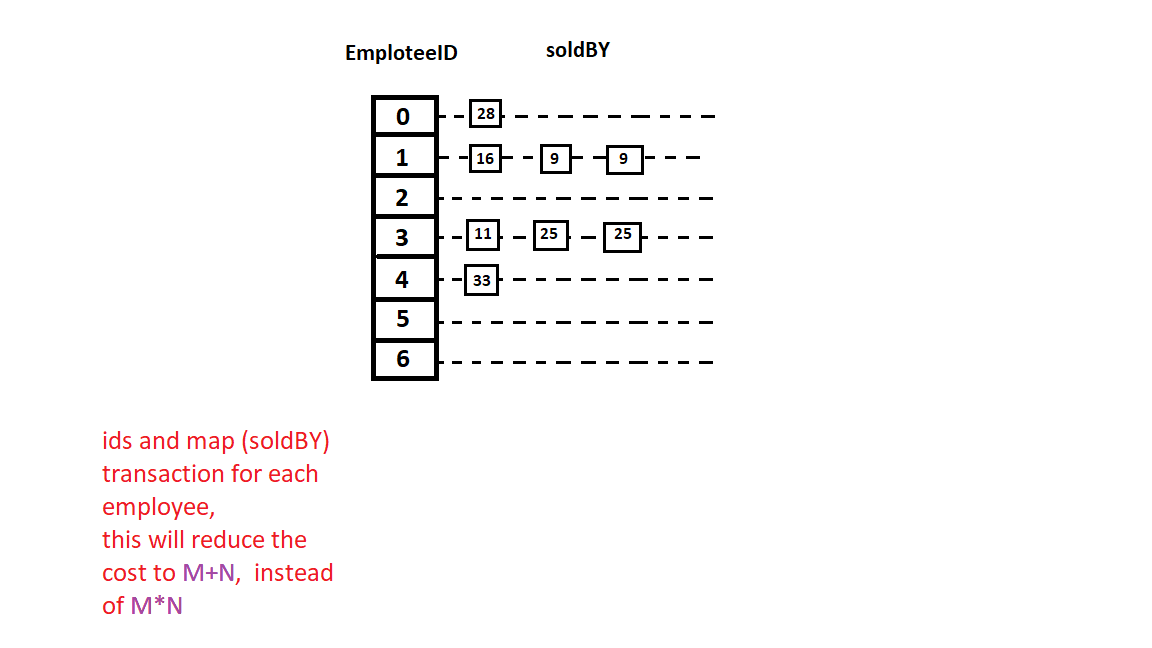 EmploteeID soldBY
0 28
1 16 9 9
2
3 11 25 25
4 33
5
6
ids and map (soldBY)
transaction for each
employee,
this will reduce the
cost to M+N, instead
of M*N